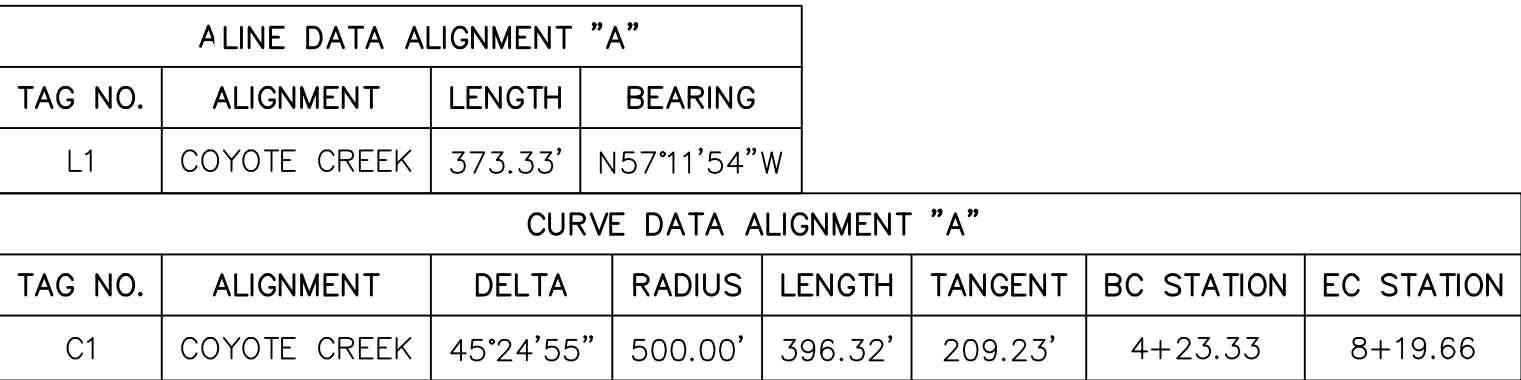 ALINE DATA ALIGNMENT "A"
TAG NO. ALIGNMENT LENGTH BEARING
L1 COYOTE CREEK 373.33' N57°11'54"W
CURVE DATA ALIGNMENT "A"
TAG NO. ALIGNMENT DELTA RADIUS LENGTH TANGENT BC STATION EC STATION
C1 COYOTE CREEK 45°24'55" 500.00' 396.32' 209.23' 4+23.33 8+19.66